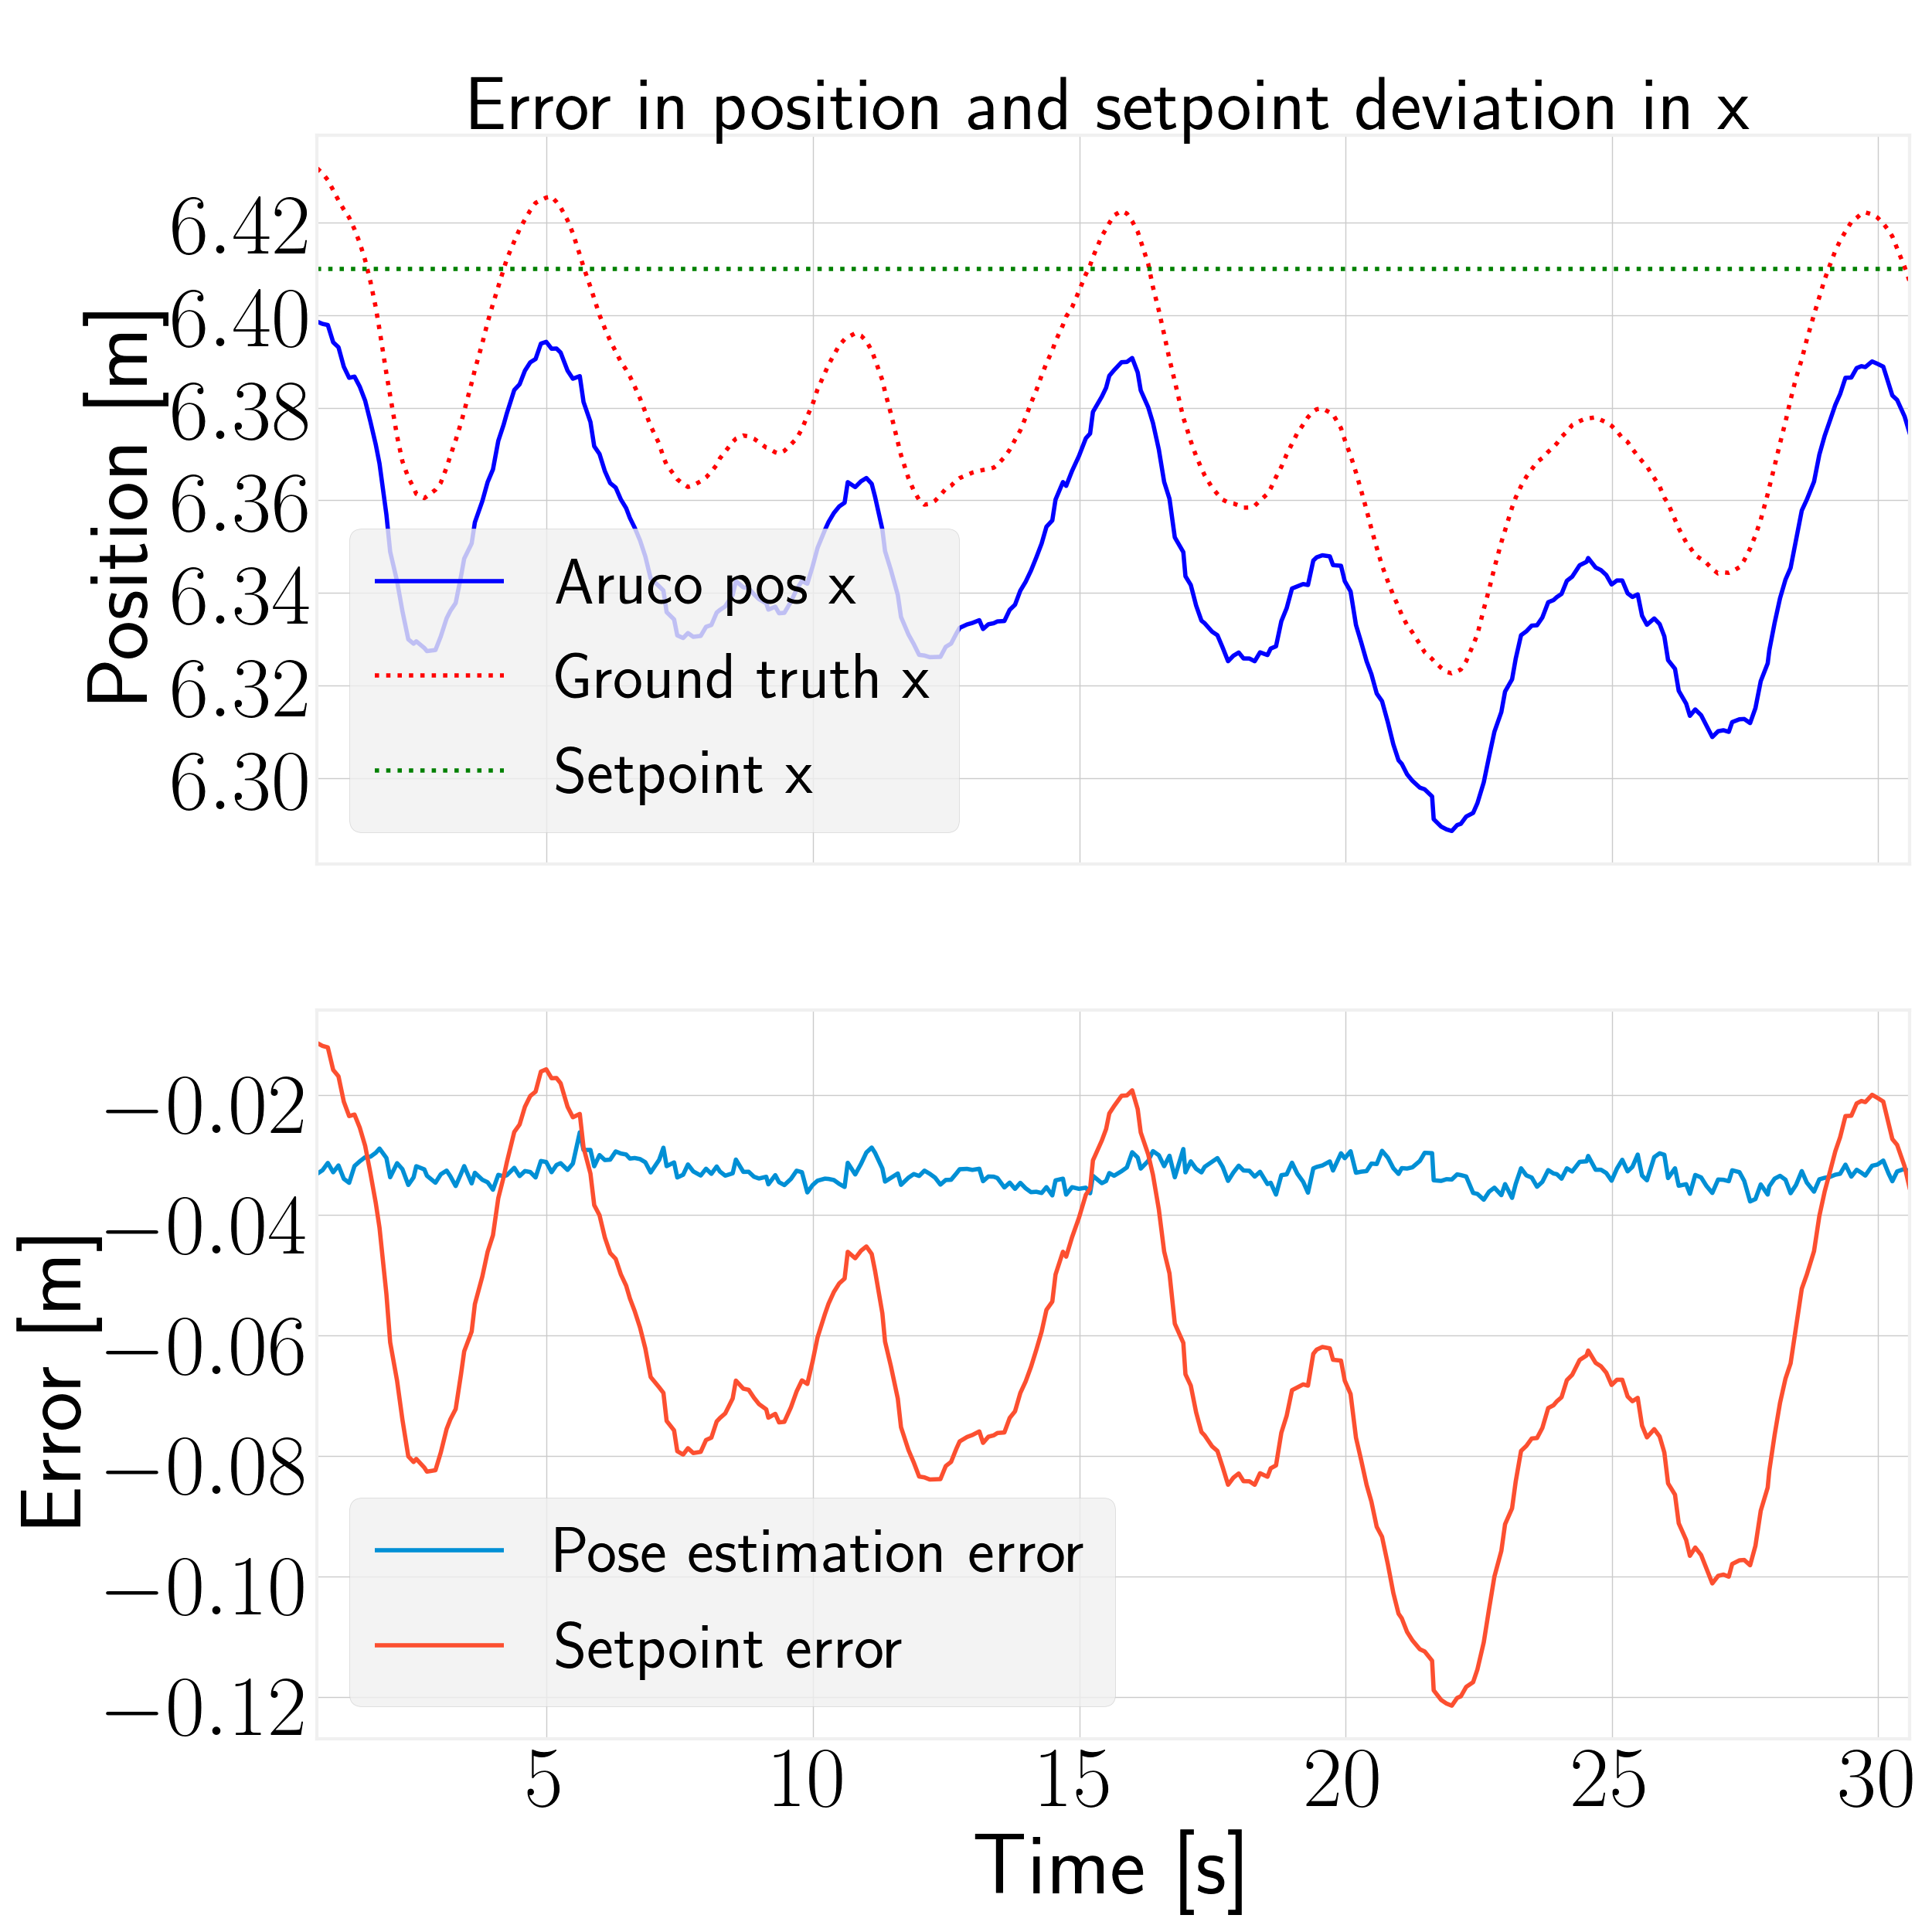 Error in position and setpoint deviation in x
Position [m]
6.42
6.40
6.38
6.36
6.34
6.32
6.30
Aruco pos x
Ground truth x
Setpoint x
Error [m]
−0.02
−0.04
−0.06
−0.08
−0.10
−0.12
Pose estimation error
Setpoint error
5 10 15 20 25 30
Time [s]